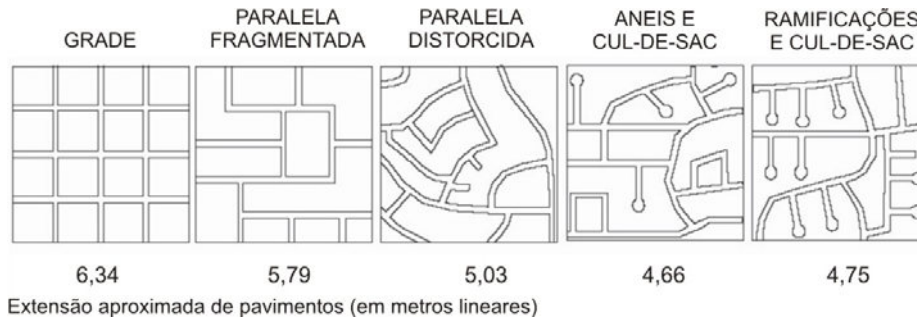 GRADE
PARALELA
FRAGMENTADA
PARALELA
DISTORCIDA
ANEIS E
CUL-DE-SAC
RAMIFICAÇÕES
E CUL-DE-SAC
6,34
5,79
5,03
4,66
4,75
Extensão aproximada de pavimentos (em metros lineares)